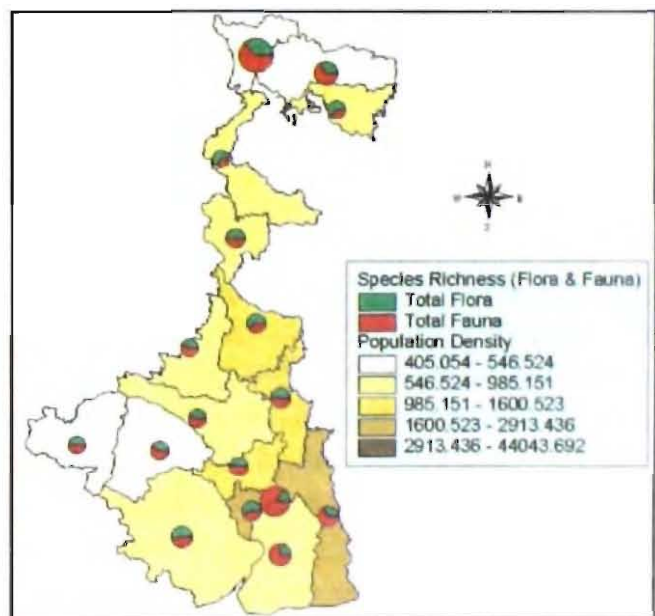 N
W E
S
Species Richness (Flora & Fauna)
Total Flora
Total Fauna
Population Density
405.054 - 546.524
546.524 - 985.151
985.151 - 1600.523
1600.523 - 2913.436
2913.436 - 44043.692